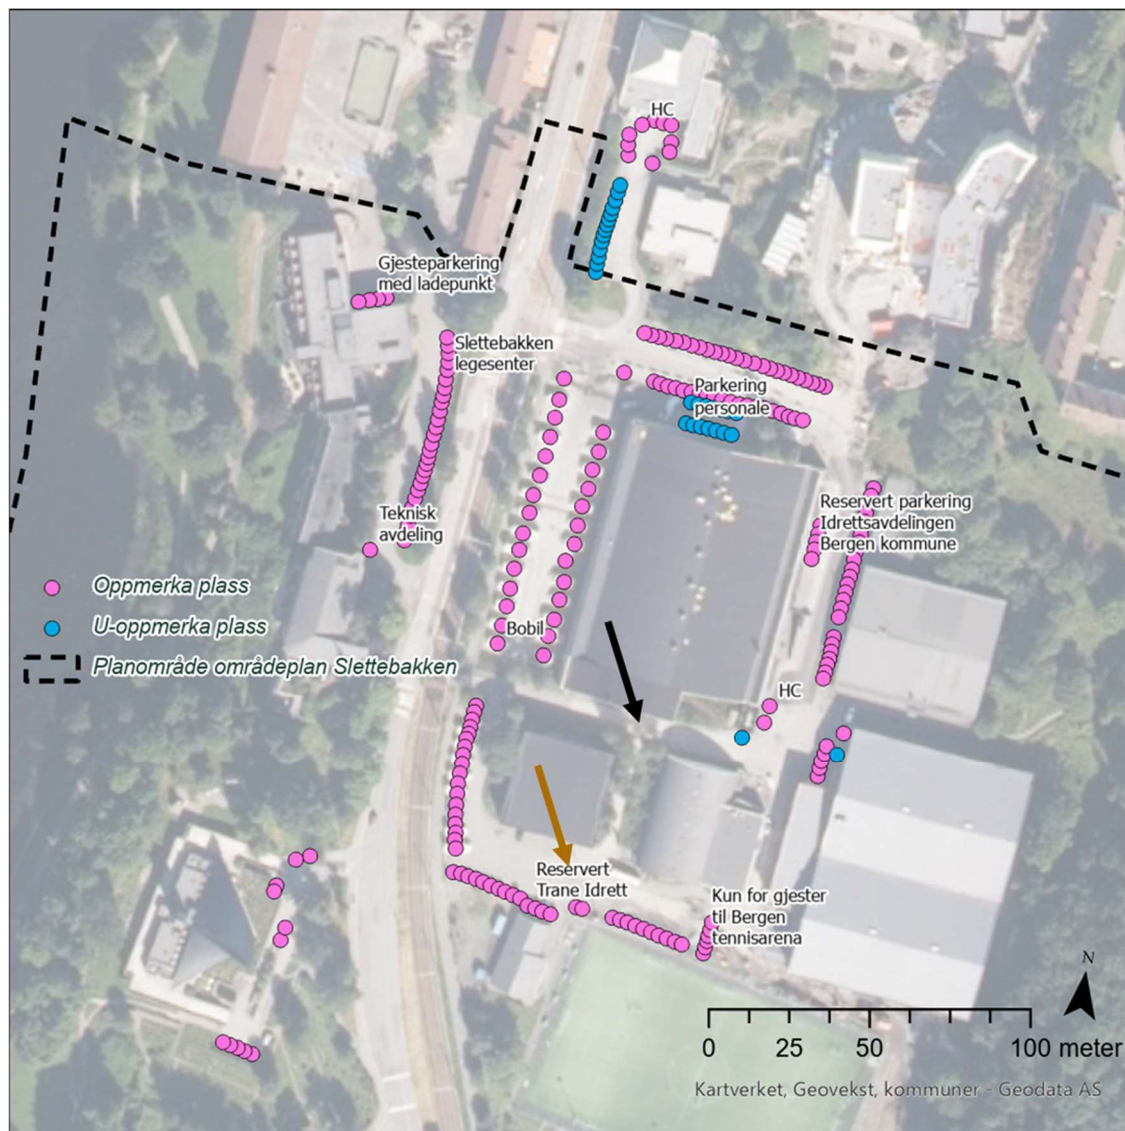 HC
Gjesteparkering
med ladepunkt
Slettebakken
legesenter
Parkering
personale
Teknisk
avdeling
Reservert parkering
Idrettsavdelingen
Bergen kommune
Oppmerka plass
U-oppmerka plass
Planområde områdeplan Slettebakken
Bobil
HC
Reservert
Trane Idrett
Kun for gjester
til Bergen
tennisarena
N
0 25 50 100 meter
Kartverket, Geovekst, kommuner - Geodata AS